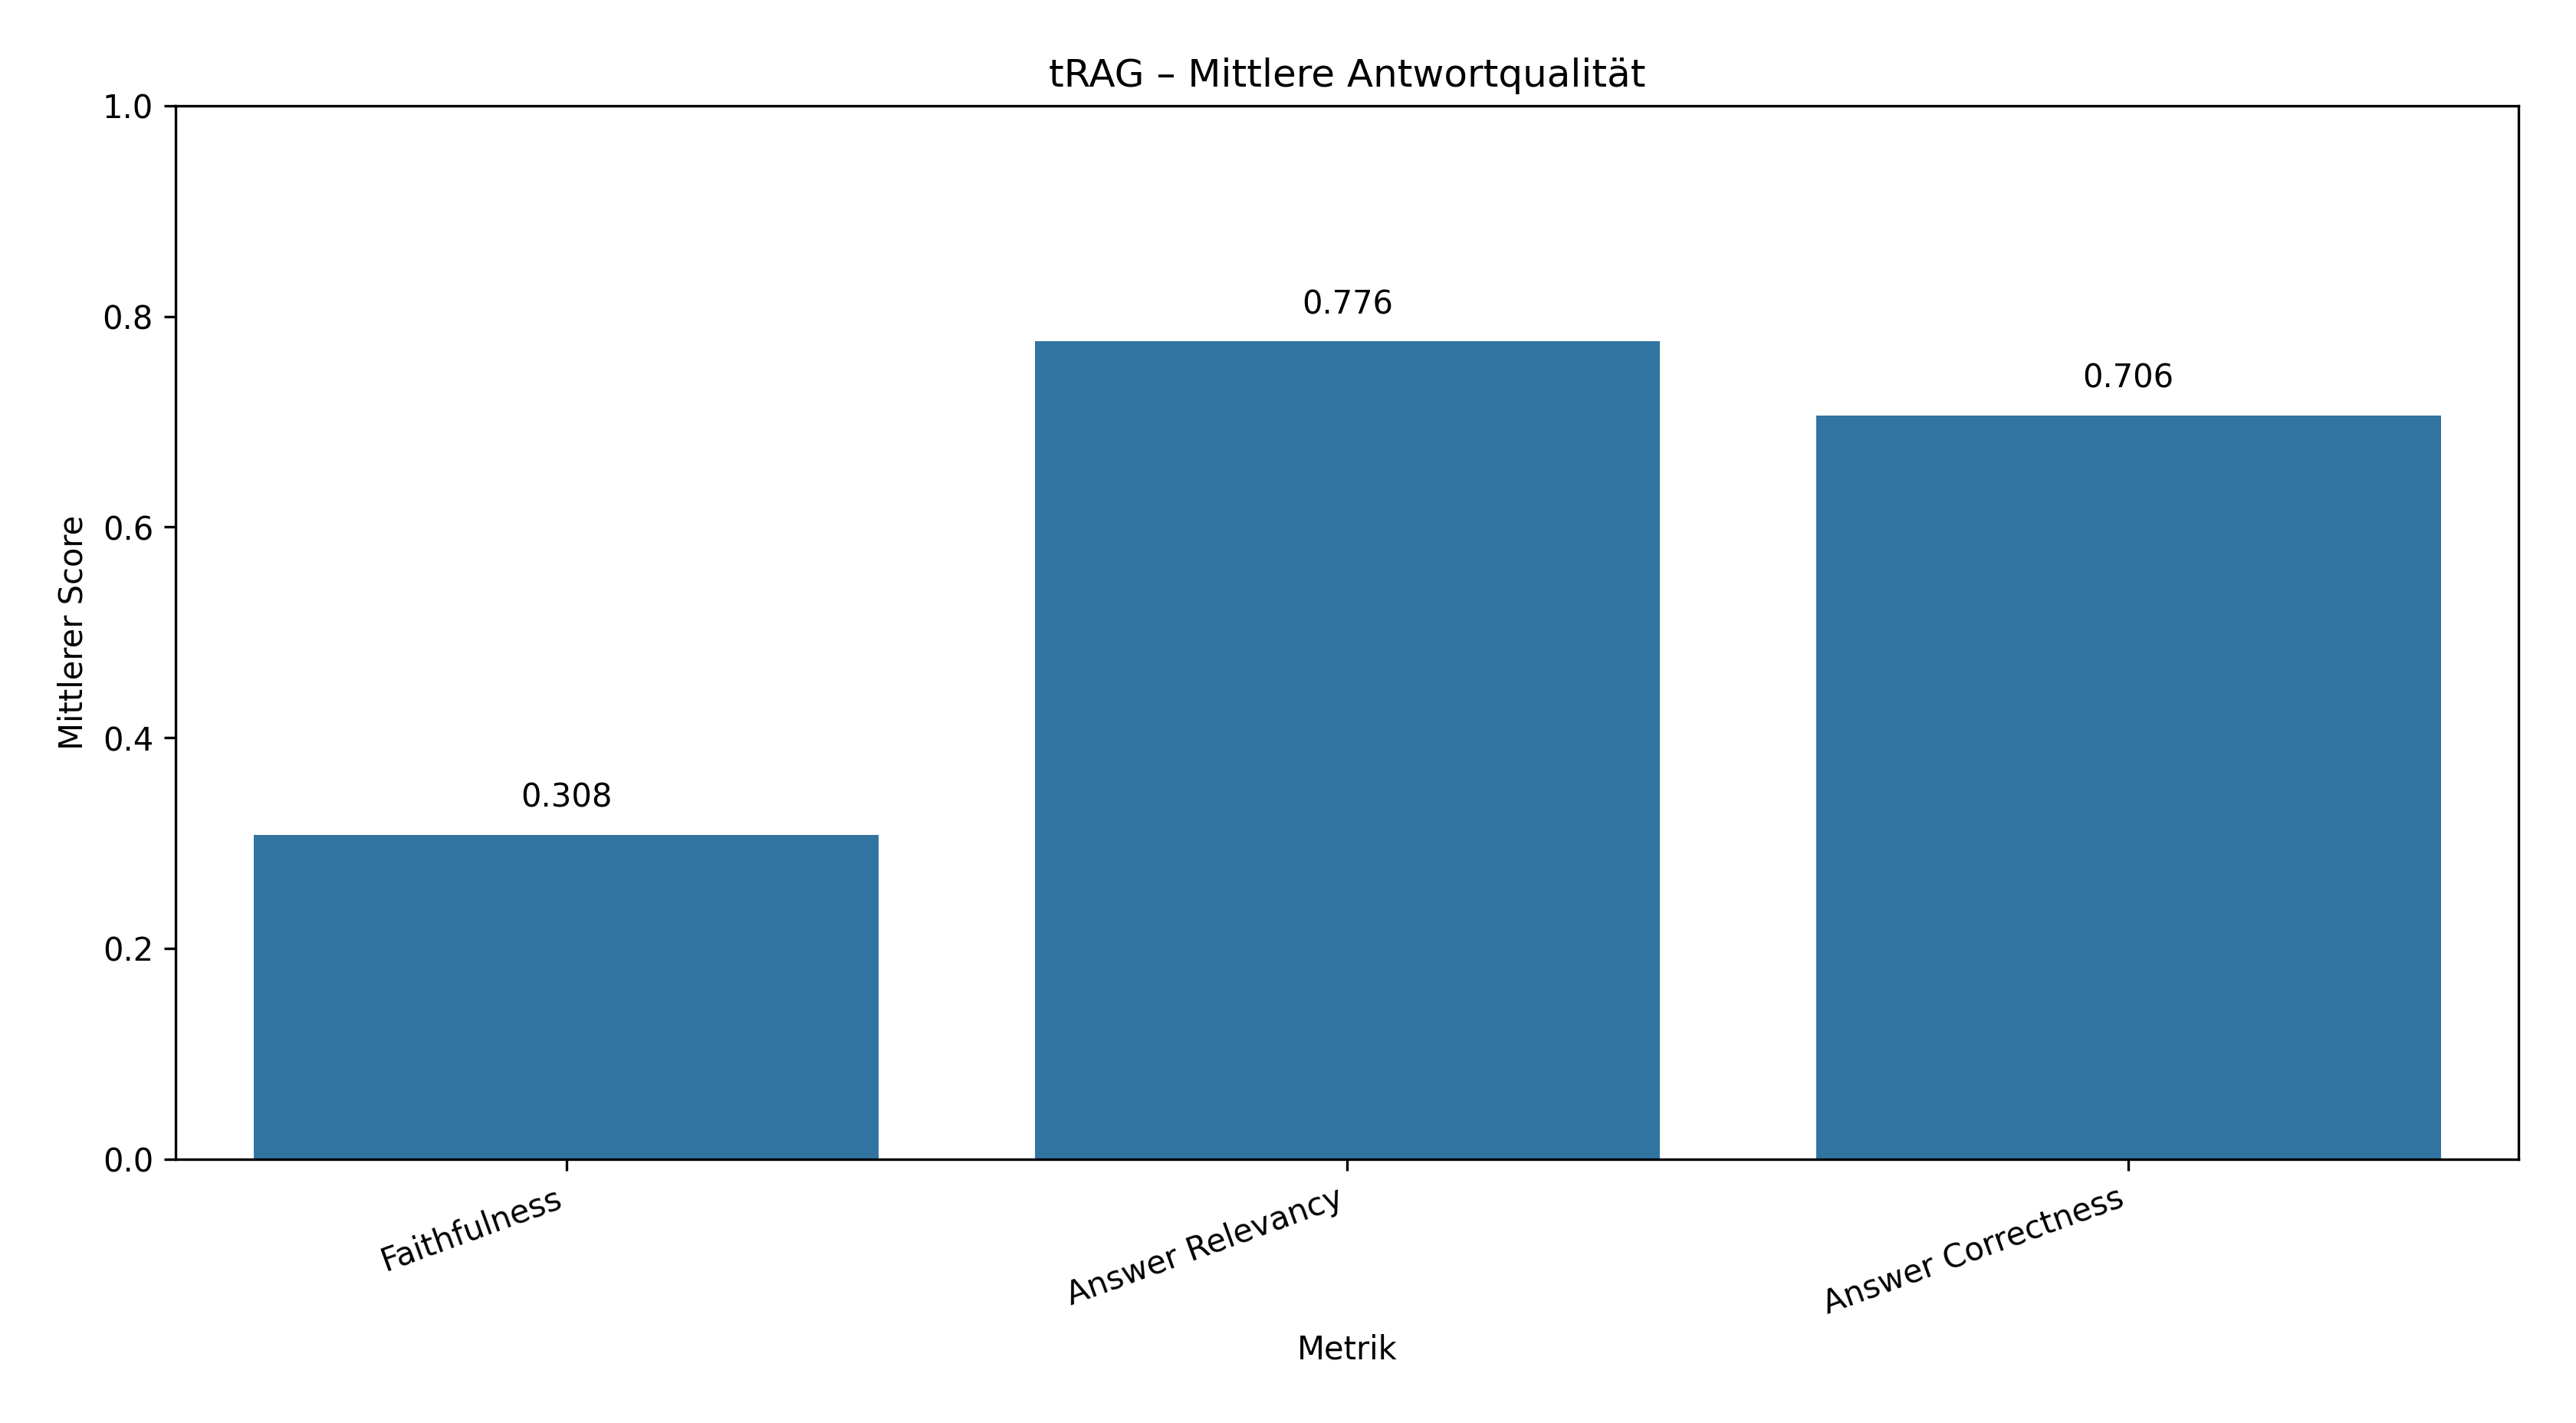 tRAG – Mittlere Antwortqualität
Mittlerer Score
1.0
0.8
0.6
0.4
0.2
0.0
0.308
0.776
0.706
Faithfulness
Answer Relevancy
Answer Correctness
Metrik